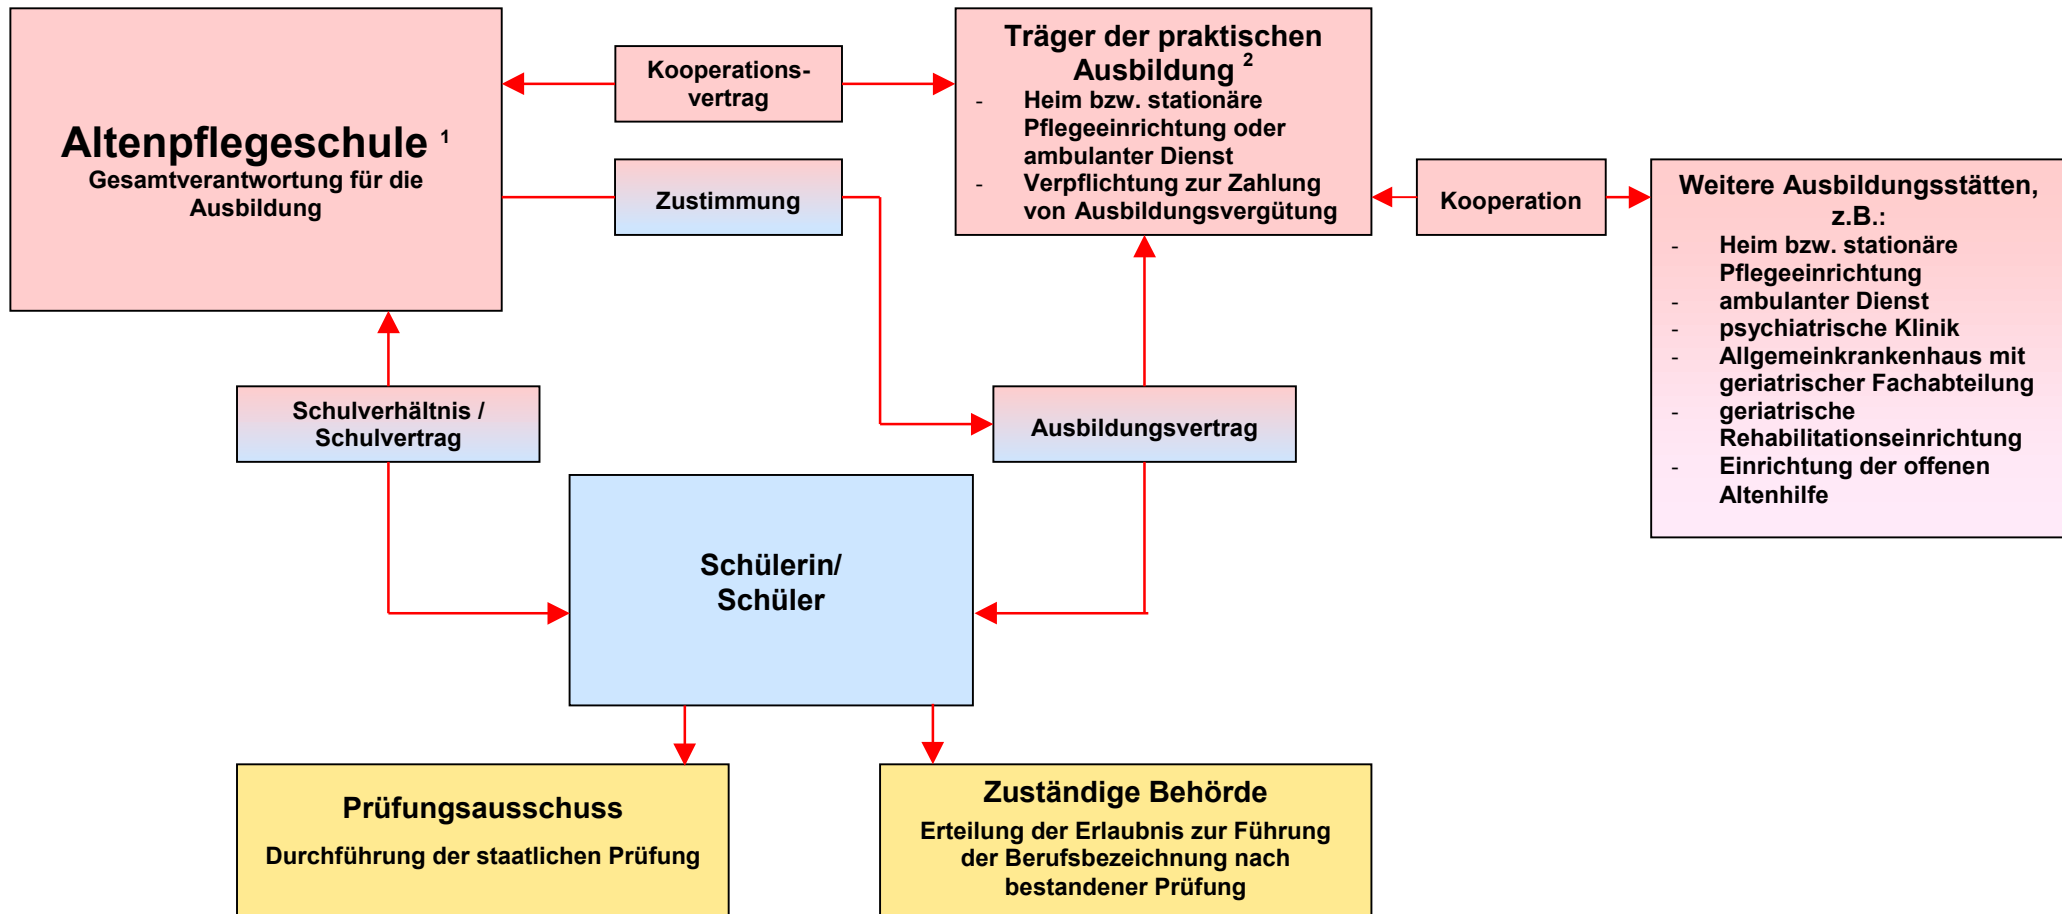 Altenpflegeschule 1
Gesamtverantwortung für die
Ausbildung
Kooperations-
vertrag
Zustimmung
Träger der praktischen
Ausbildung 2
- Heim bzw. stationäre
Pflegeeinrichtung oder
ambulanter Dienst
- Verpflichtung zur Zahlung
von Ausbildungsvergütung
Kooperation
Weitere Ausbildungsstätten,
z.B.:
- Heim bzw. stationäre
Pflegeeinrichtung
- ambulanter Dienst
- psychiatrische Klinik
- Allgemeinkrankenhaus mit
geriatrischer Fachabteilung
- geriatrische
Rehabilitationseinrichtung
- Einrichtung der offenen
Altenhilfe
Schulverhältnis /
Schulvertrag
Ausbildungsvertrag
Schülerin/
Schüler
Prüfungsausschuss
Durchführung der staatlichen Prüfung
Zuständige Behörde
Erteilung der Erlaubnis zur Führung
der Berufsbezeichnung nach
bestandener Prüfung